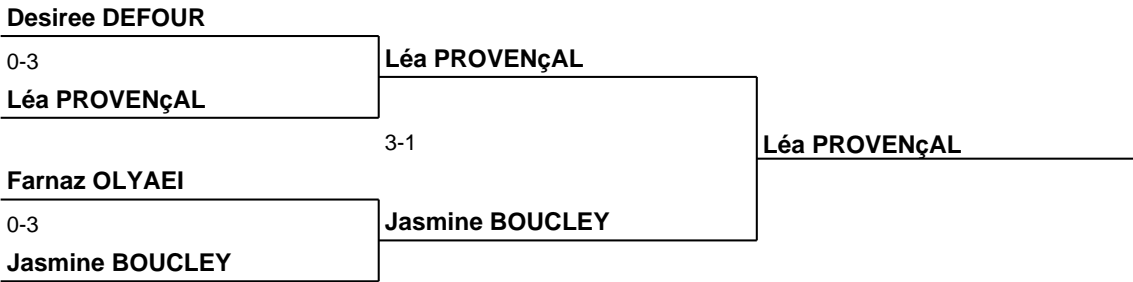 Desiree DEFOUR
0-3
Léa PROVENçAL
Léa PROVENçAL
3-1
Léa PROVENçAL
Farnaz OLYAEI
0-3
Jasmine BOUCLEY
Jasmine BOUCLEY